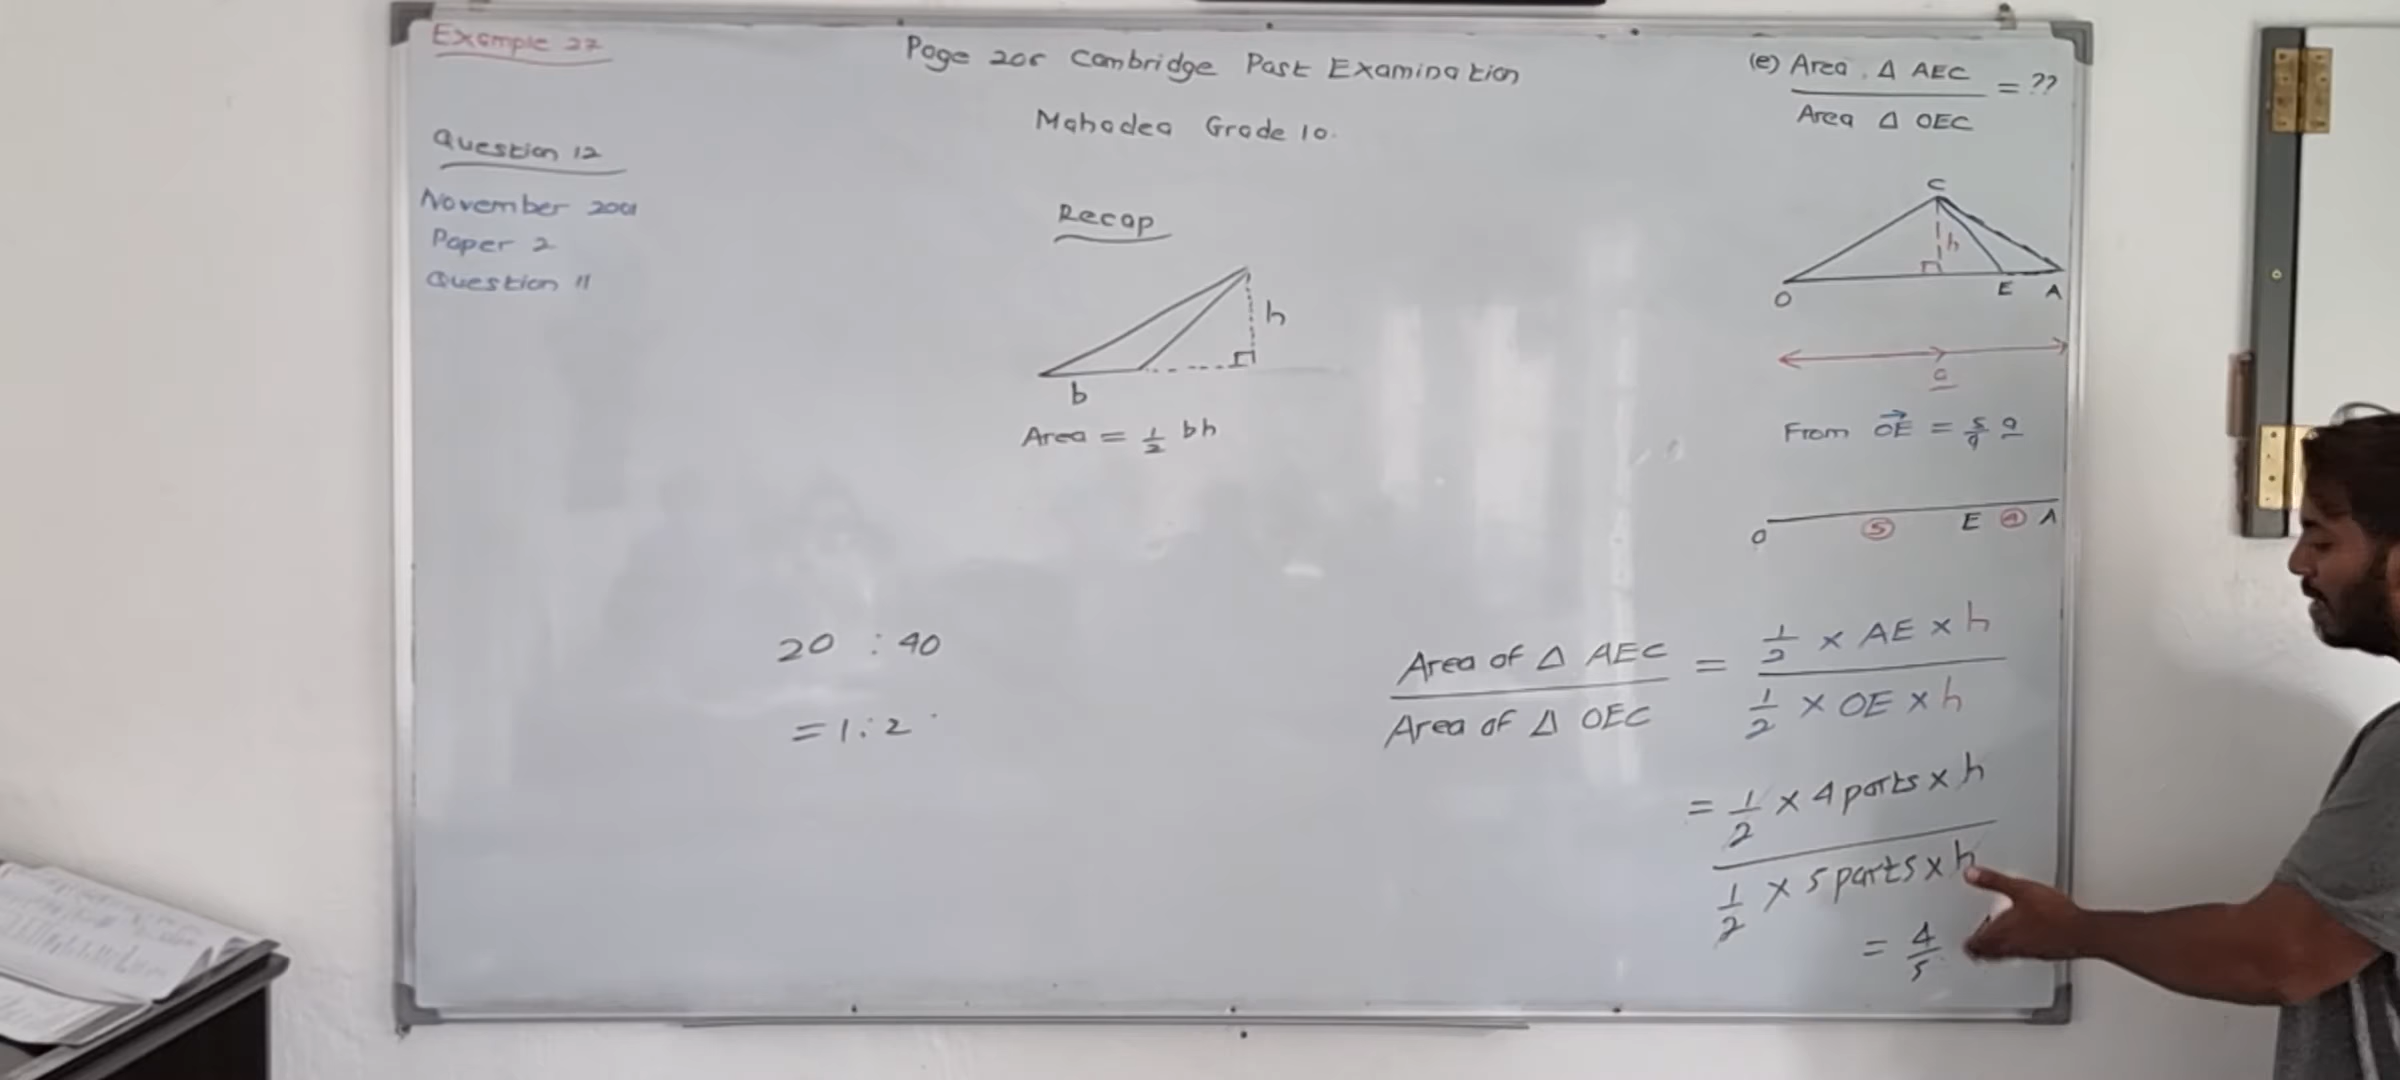 Example 27
Question 12
November 2001
Paper 2
Question 11
Page 205 Cambridge Past Examination
Mahadea Grade 10.
Recap
h
b
Area = 1/2 bh
20 : 40
= 1 : 2
(e) Area Δ AEC / Area Δ OEC = ??
C
h
O E A
a
From OE = 5/9 a
O 5 E 4 A
Area of Δ AEC / Area of Δ OEC = 1/2 × AE × h / 1/2 × OE × h
= 1/2 × 4 parts × h / 1/2 × 5 parts × h
= 4/5